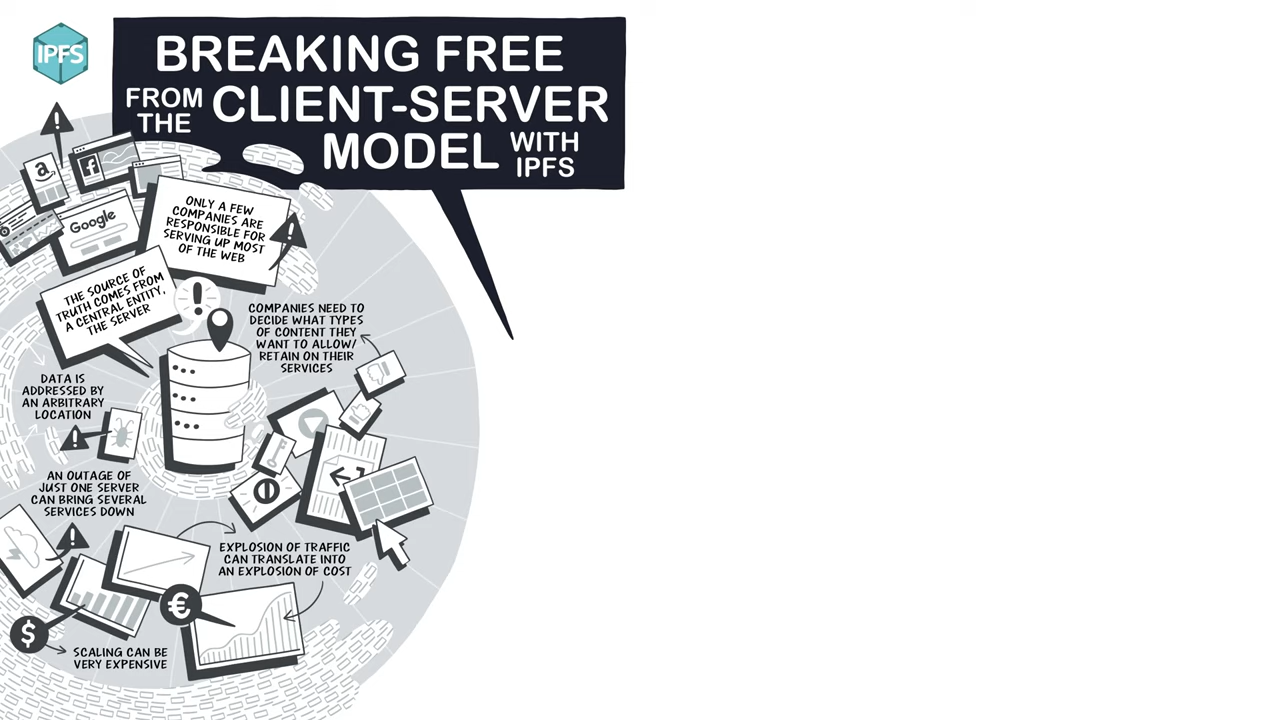 IPFS
BREAKING FREE
FROM THE CLIENT-SERVER
MODEL WITH IPFS
a
f
Google
ONLY A FEW
COMPANIES ARE
RESPONSIBLE FOR
SERVING UP MOST
OF THE WEB
THE SOURCE OF
TRUTH COMES FROM
A CENTRAL ENTITY,
THE SERVER
COMPANIES NEED TO
DECIDE WHAT TYPES
OF CONTENT THEY
WANT TO ALLOW/
RETAIN ON THEIR
SERVICES
DATA IS
ADDRESSED BY
AN ARBITRARY
LOCATION
AN OUTAGE OF
JUST ONE SERVER
CAN BRING SEVERAL
SERVICES DOWN
EXPLOSION OF TRAFFIC
CAN TRANSLATE INTO
AN EXPLOSION OF COST
€
$
SCALING CAN BE
VERY EXPENSIVE